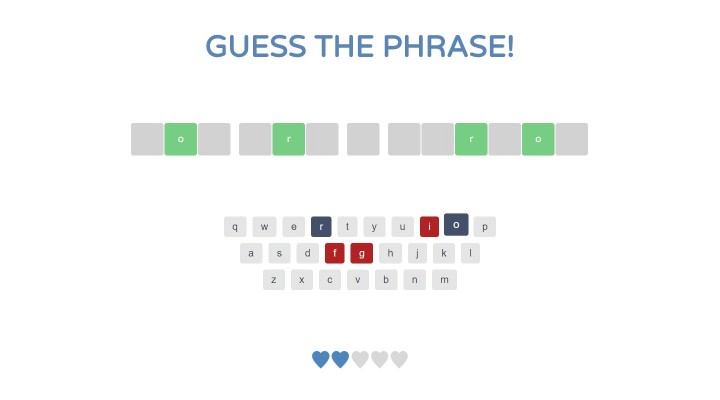 GUESS THE PHRASE!
o r r o
q w e r t y u i o p
a s d f g h j k l
z x c v b n m